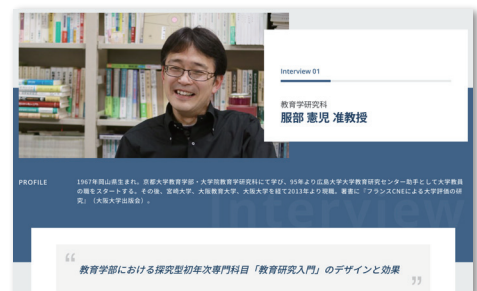 Interview 01
教育学研究科
服部 憲児 准教授
PROFILE
1967年岡山県生まれ。京都大学教育学部・大学院教育学研究科にて学び、95年より広島大学大学教育研究センター助手として大学教員
の職をスタートする。その後、宮崎大学、大阪教育大学、大阪大学を経て2013年より現職。著書に『フランスCNEによる大学評価の研
究』（大阪大学出版会）。
Interview
“
教育学部における探究型初年次専門科目「教育研究入門」のデザインと効果
”